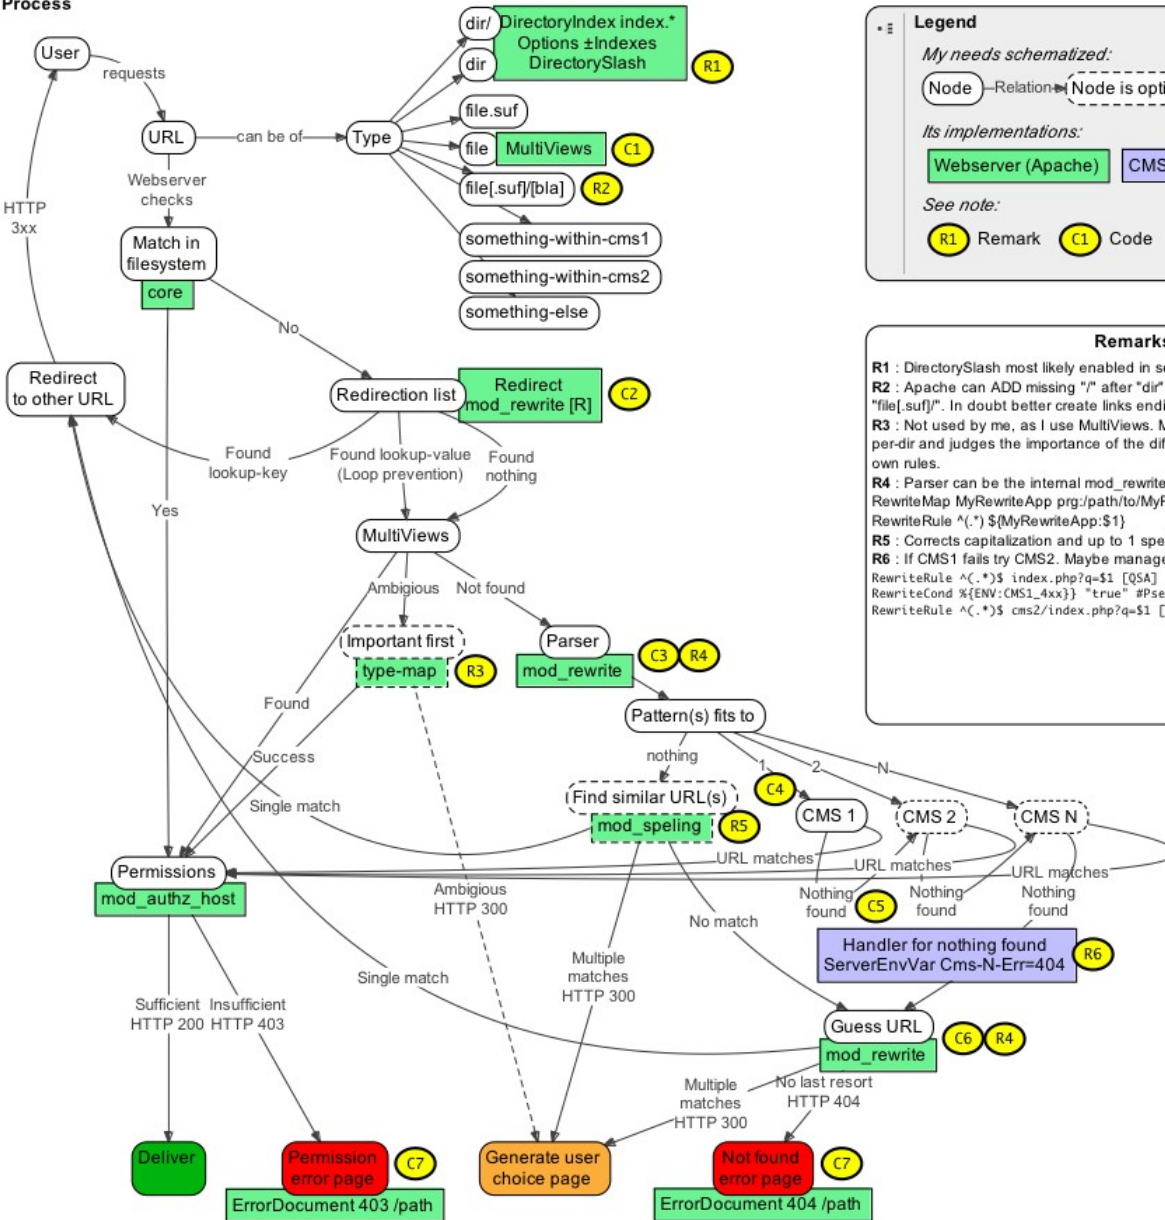 Process
User
requests
URL
can be of
Type
dir/
dir
DirectoryIndex index.*
Options ±Indexes
DirectorySlash
R1
file.suf
file
MultiViews
C1
file[.suf]/[bla]
R2
something-within-cms1
something-within-cms2
something-else
Webserver
checks
HTTP
3xx
Match in
filesystem
core
No
Redirect
to other URL
Redirection list
Redirect
mod_rewrite [R]
C2
Found
lookup-key
Found lookup-value
(Loop prevention)
Found
nothing
Yes
MultiViews
Ambigious
Not found
Important first
type-map
R3
Parser
mod_rewrite
C3
R4
Found
Success
Pattern(s) fits to
nothing
1
2
N
C4
Find similar URL(s)
mod_speling
R5
CMS 1
CMS 2
CMS N
Single match
Permissions
mod_authz_host
URL matches
URL matches
URL matches
Ambigious
HTTP 300
Nothing
found
C5
Nothing
found
Nothing
found
No match
Handler for nothing found
ServerEnvVar Cms-N-Err=404
R6
Single match
Multiple
matches
HTTP 300
Sufficient
HTTP 200
Insufficient
HTTP 403
Guess URL
mod_rewrite
C6
R4
Multiple
matches
HTTP 300
No last resort
HTTP 404
Deliver
Permission
error page
C7
ErrorDocument 403 /path
Generate user
choice page
Not found
error page
C7
ErrorDocument 404 /path
Legend
My needs schematized:
Node
Relation
Node is opti
Its implementations:
Webserver (Apache)
CMS
See note:
R1
Remark
C1
Code
Remarks
R1 : DirectorySlash most likely enabled in se
R2 : Apache can ADD missing "/" after "dir"
"file[.suf]/". In doubt better create links endi
R3 : Not used by me, as I use MultiViews. M
per-dir and judges the importance of the dif
own rules.
R4 : Parser can be the internal mod_rewrite
RewriteMap MyRewriteApp prg:/path/to/MyR
RewriteRule ^(.*) ${MyRewriteApp:$1}
R5 : Corrects capitalization and up to 1 spe
R6 : If CMS1 fails try CMS2. Maybe manage
RewriteRule ^(.*)$ index.php?q=$1 [QSA]
RewriteCond %{ENV:CMS1_4xx}} "true" #Pse
RewriteRule ^(.*)$ cms2/index.php?q=$1 [